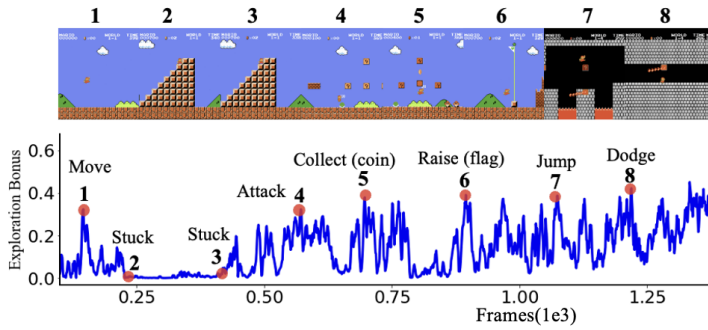 1 2 3 4 5 6 7 8
Exploration Bonus
0.6
0.4
0.2
0.0
Move
1
Stuck
2
Stuck
3
Attack
4
Collect (coin)
5
Raise (flag)
6
Jump
7
Dodge
8
0.25 0.50 0.75 1.00 1.25
Frames(1e3)